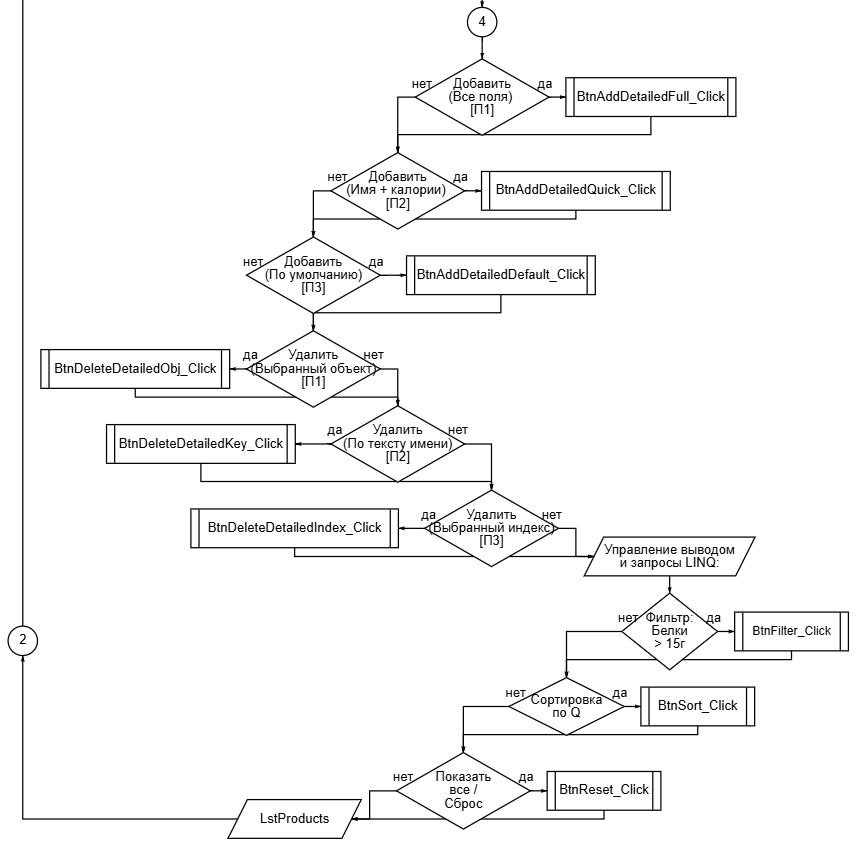 4
нет
Добавить
(Все поля)
[П1]
да
BtnAddDetailedFull_Click
нет
Добавить
(Имя + калории)
[П2]
да
BtnAddDetailedQuick_Click
нет
Добавить
(По умолчанию)
[П3]
да
BtnAddDetailedDefault_Click
BtnDeleteDetailedObj_Click
да
Удалить
(Выбранный объект)
[П1]
нет
BtnDeleteDetailedKey_Click
да
Удалить
(По тексту имени)
[П2]
нет
BtnDeleteDetailedIndex_Click
да
Удалить
(Выбранный индекс)
[П3]
нет
Управление выводом
и запросы LINQ:
нет
Фильтр:
Белки
> 15г
да
BtnFilter_Click
2
нет
Сортировка
по Q
да
BtnSort_Click
нет
Показать
все /
Сброс
да
BtnReset_Click
LstProducts